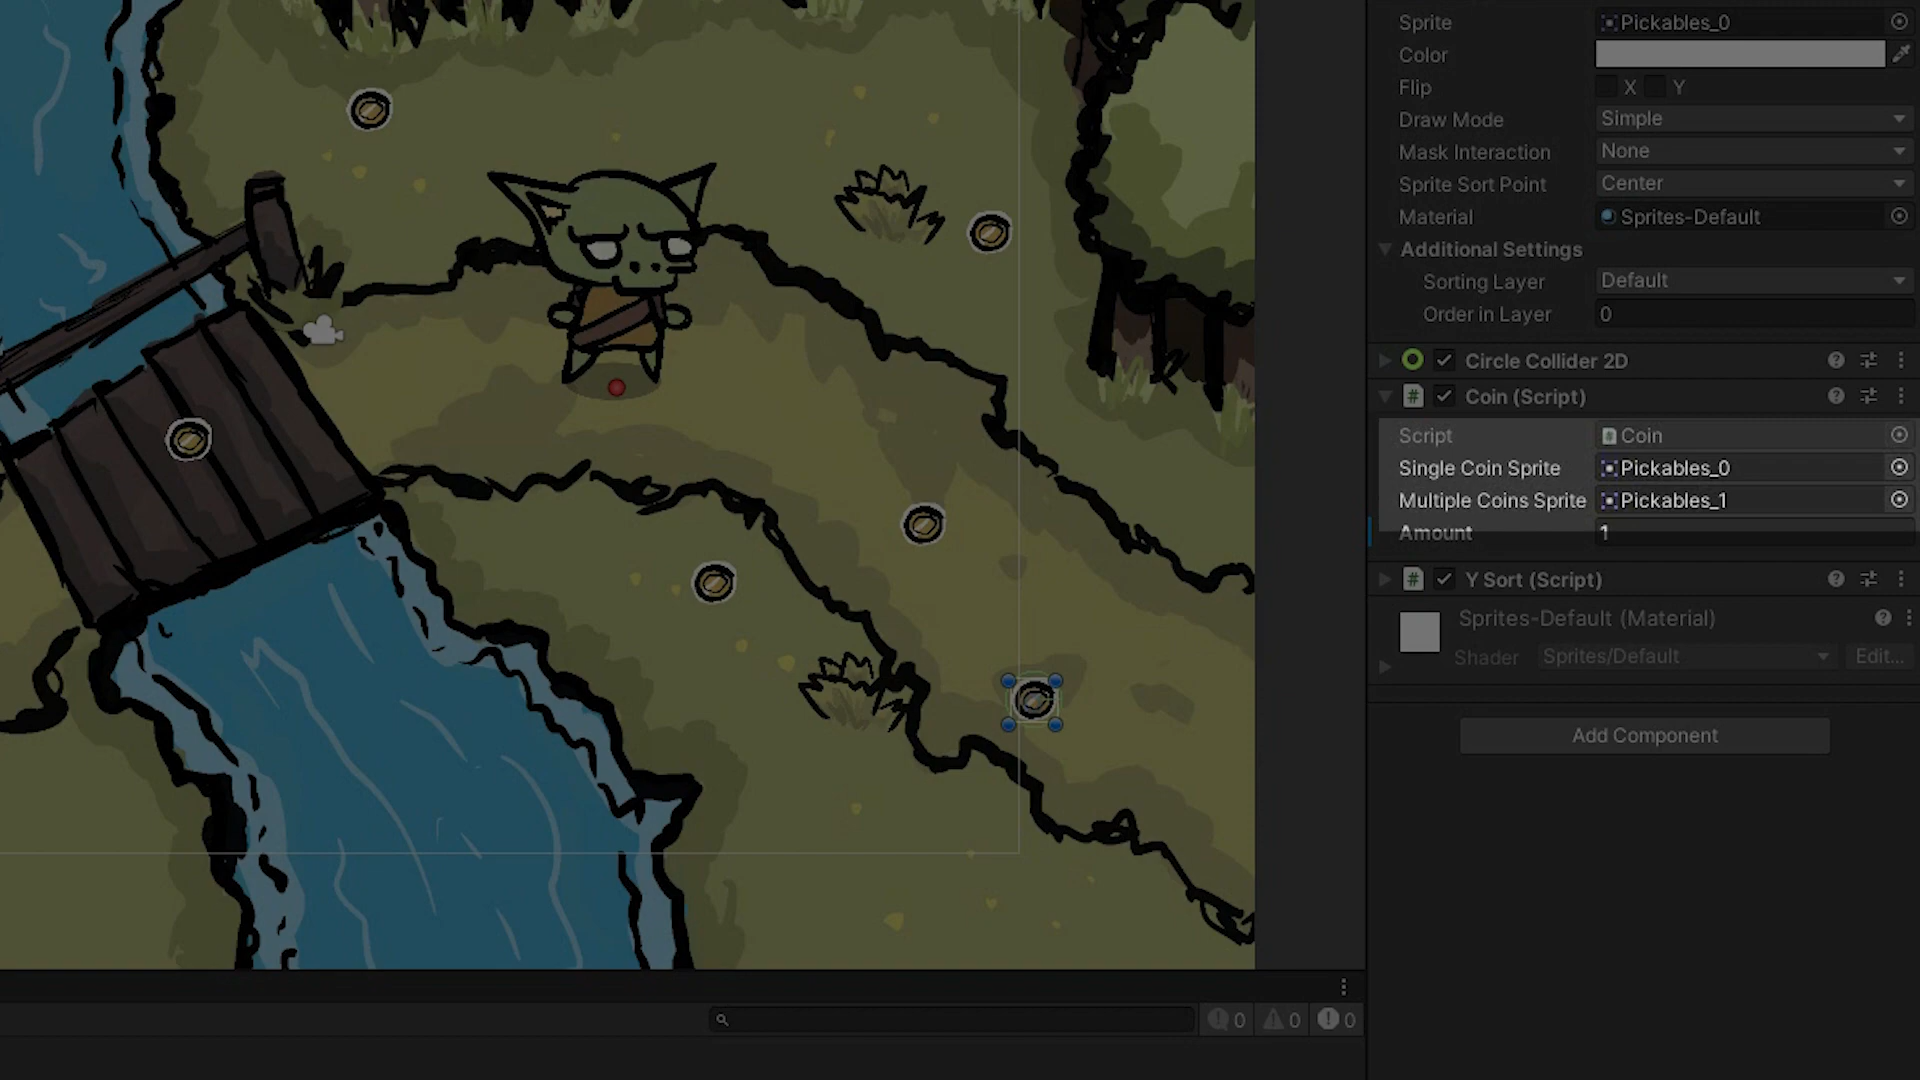 Sprite Pickables_0
Color
Flip X Y
Draw Mode Simple
Mask Interaction None
Sprite Sort Point Center
Material Sprites-Default
Additional Settings
Sorting Layer Default
Order in Layer 0
Circle Collider 2D
# Coin (Script)
Script Coin
Single Coin Sprite Pickables_0
Multiple Coins Sprite Pickables_1
Amount 1
# Y Sort (Script)
Sprites-Default (Material)
Shader Sprites/Default Edit...
Add Component
0 0 0